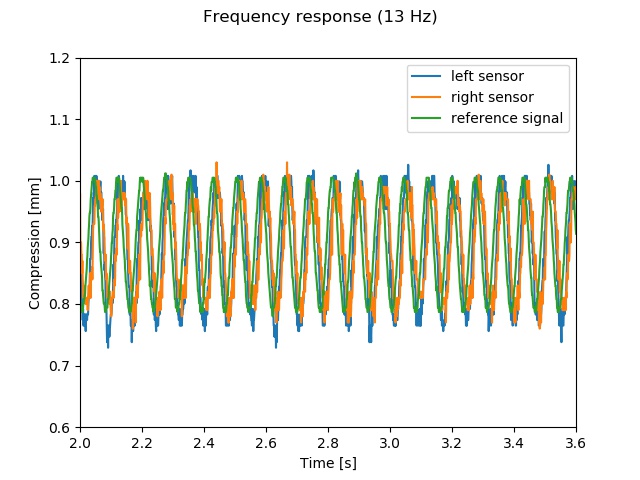 Frequency response (13 Hz)
1.2
1.1
1.0
0.9
0.8
0.7
0.6
Compression [mm]
left sensor
right sensor
reference signal
2.0 2.2 2.4 2.6 2.8 3.0 3.2 3.4 3.6
Time [s]